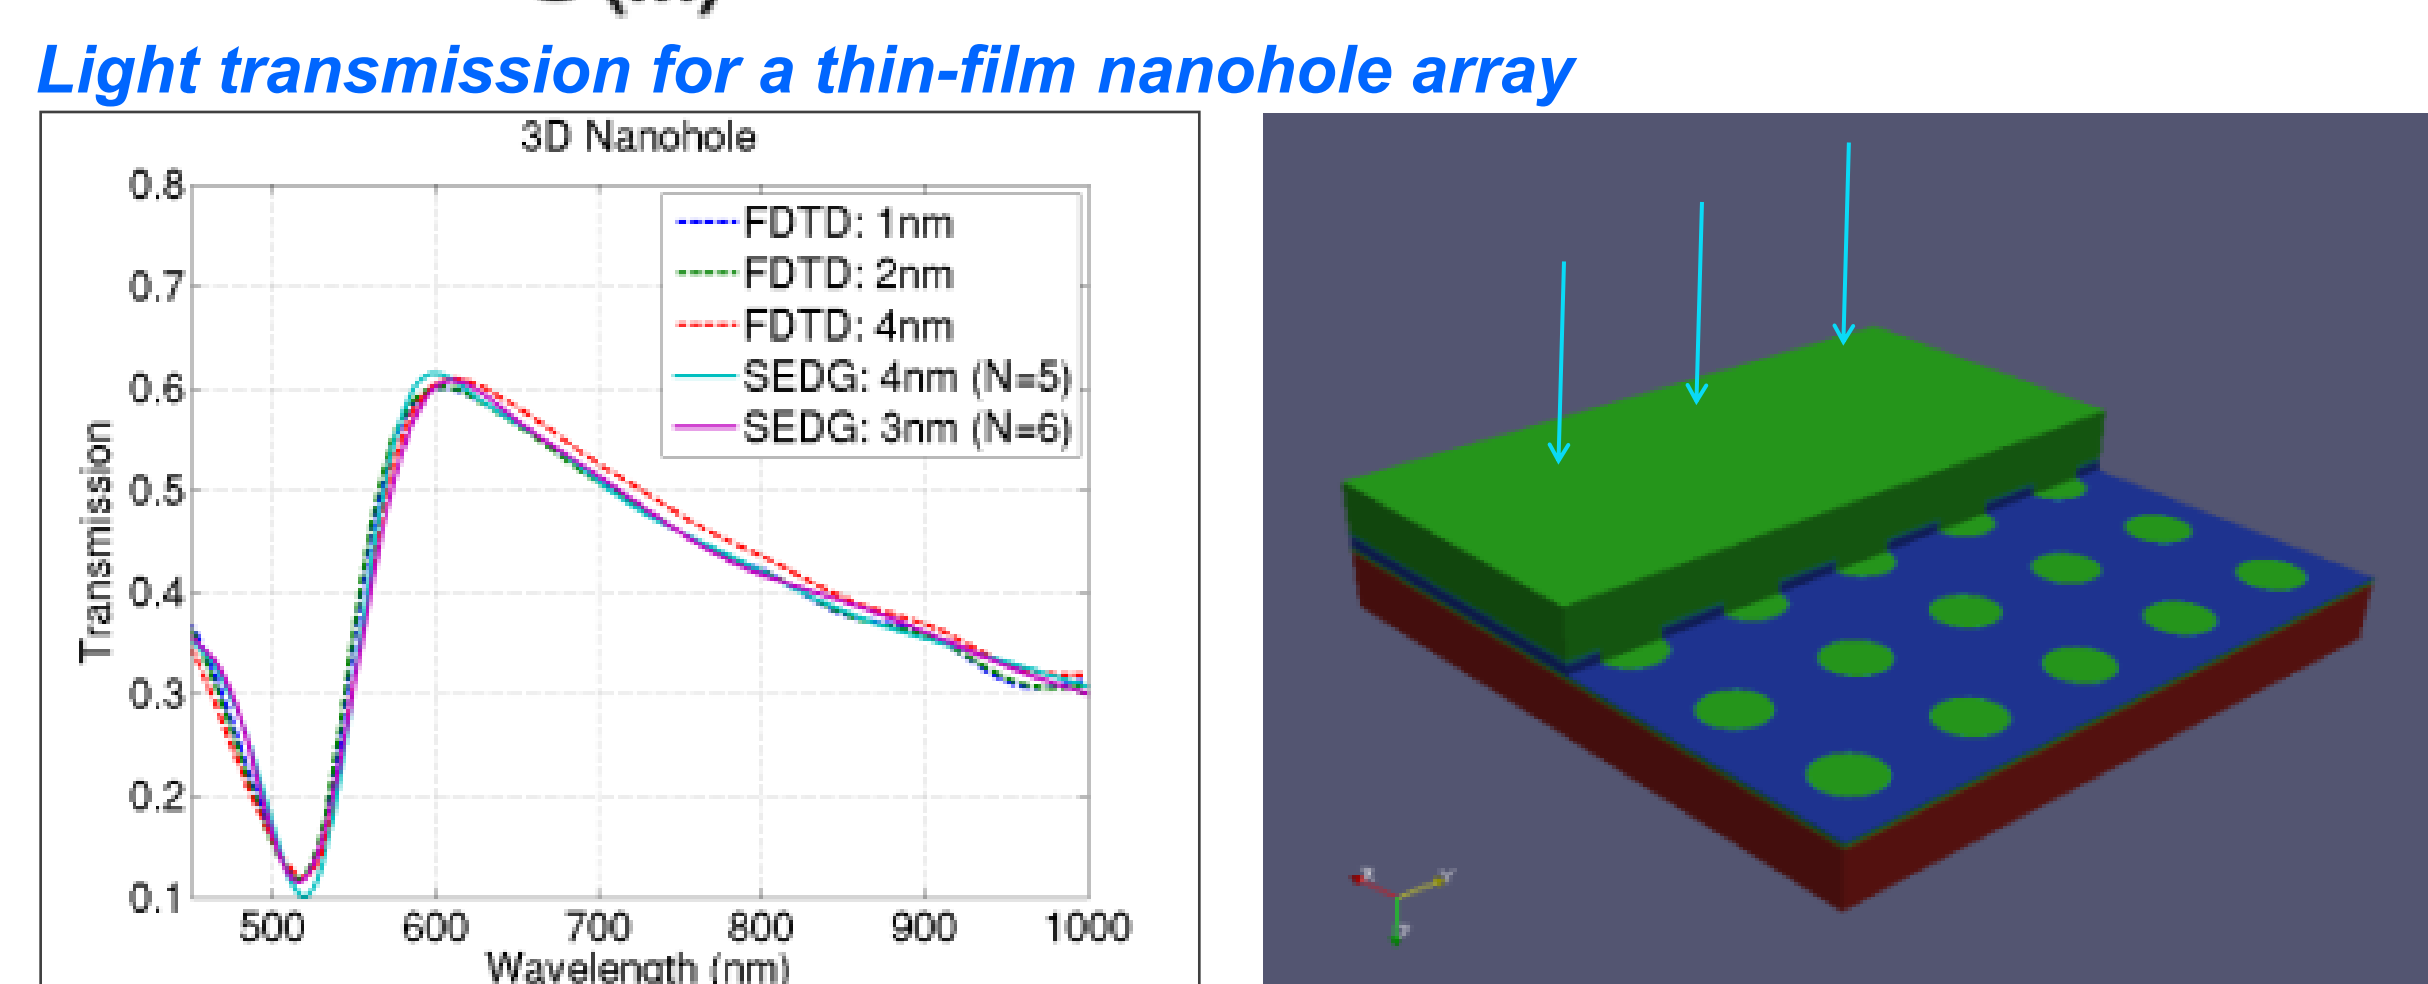 Light transmission for a thin-film nanohole array
3D Nanohole
0.8
0.7
0.6
0.5
0.4
0.3
0.2
0.1
Transmission
FDTD: 1nm
FDTD: 2nm
FDTD: 4nm
SEDG: 4nm (N=5)
SEDG: 3nm (N=6)
500 600 700 800 900 1000
Wavelength (nm)